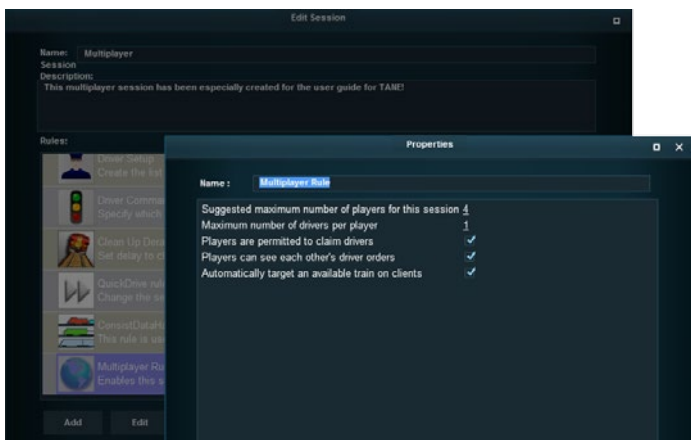 Edit Session
Name: Multiplayer
Session
Description:
This multiplayer session has been especially created for the user guide for TANE!
Rules:
Driver Setup
Create the list
Driver Comma
Specify which
Clean Up Dera
Set delay to c
QuickDrive rul
Change the se
ConsistDataHa
This rule is us
Multiplayer Ru
Enables this s
Add Edit
Properties
Name : Multiplayer Rule
Suggested maximum number of players for this session 4
Maximum number of drivers per player 1
Players are permitted to claim drivers
Players can see each other's driver orders
Automatically target an available train on clients